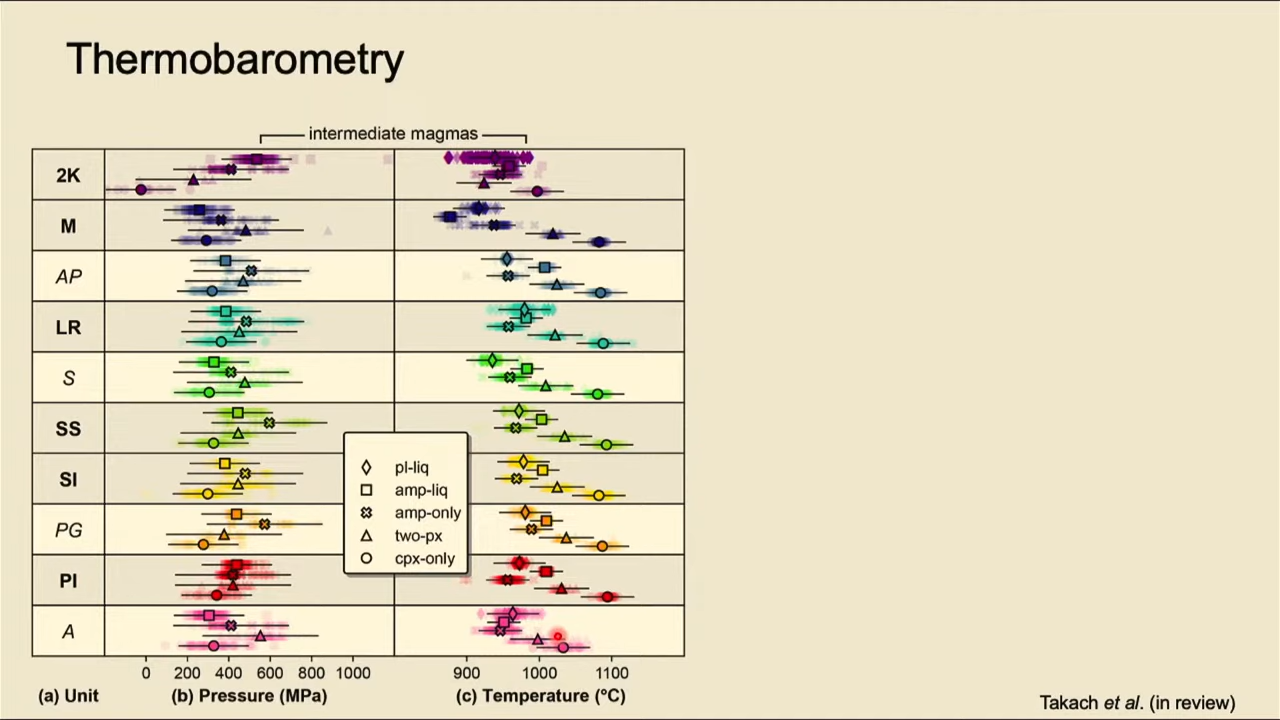 Thermobarometry
intermediate magmas
2K
M
AP
LR
S
SS
SI
PG
PI
A
pl-liq
amp-liq
amp-only
two-px
cpx-only
0 200 400 600 800 1000
900 1000 1100
(a) Unit
(b) Pressure (MPa)
(c) Temperature (°C)
Takach et al. (in review)